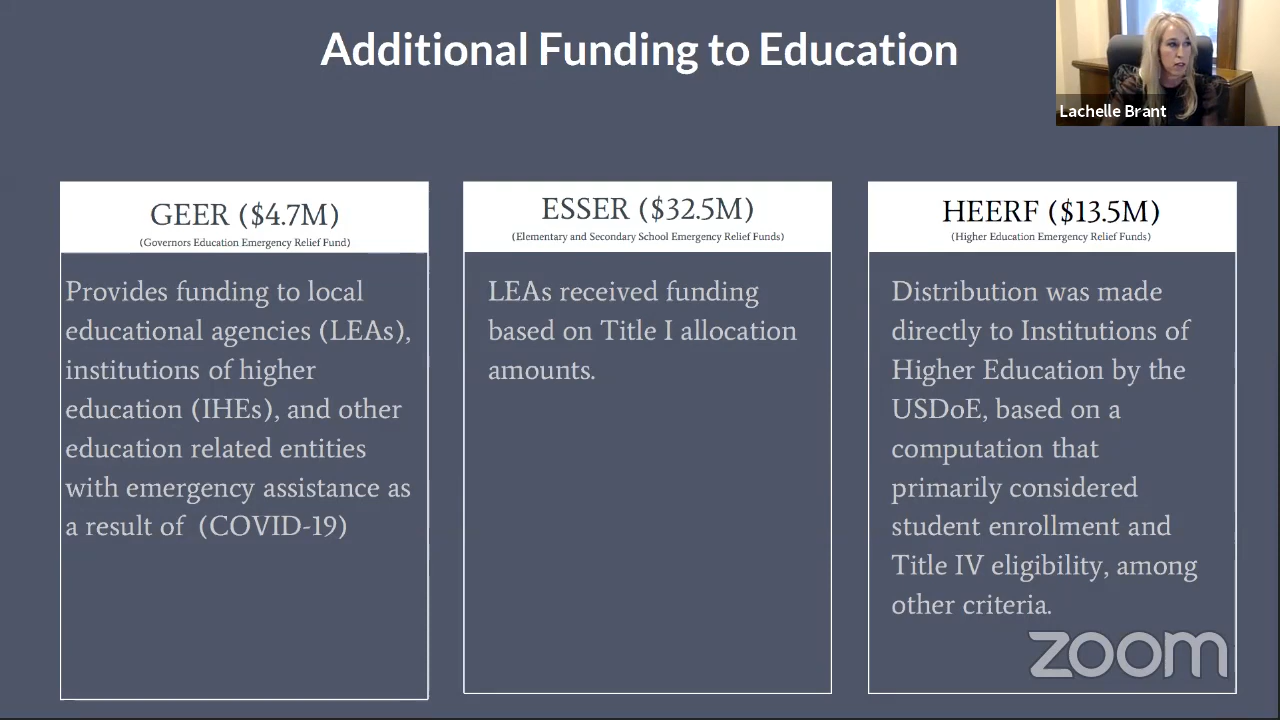 Additional Funding to Education
Lachelle Brant
GEER ($4.7M)
(Governors Education Emergency Relief Fund)
Provides funding to local
educational agencies (LEAs),
institutions of higher
education (IHEs), and other
education related entities
with emergency assistance as
a result of (COVID-19)
ESSER ($32.5M)
(Elementary and Secondary School Emergency Relief Funds)
LEAs received funding
based on Title I allocation
amounts.
HEERF ($13.5M)
(Higher Education Emergency Relief Funds)
Distribution was made
directly to Institutions of
Higher Education by the
USDoE, based on a
computation that
primarily considered
student enrollment and
Title IV eligibility, among
other criteria.
zoom